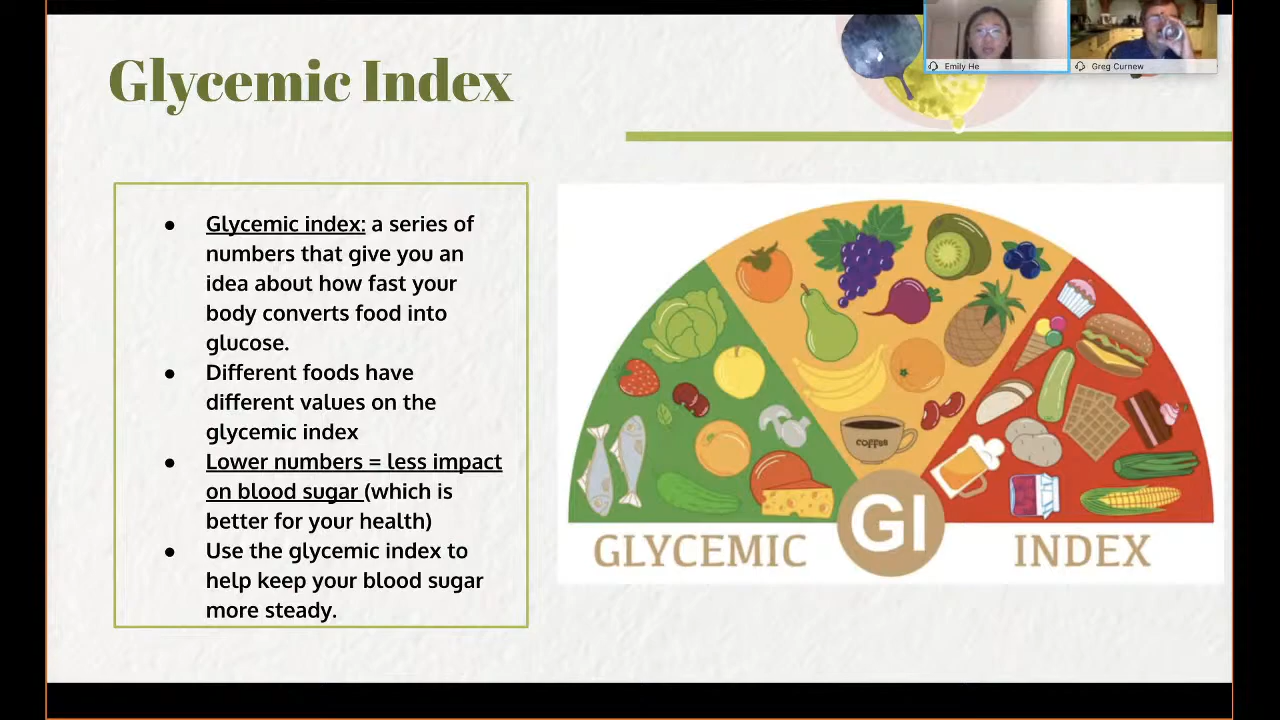 Emily He
Greg Curnew
Glycemic Index
● Glycemic index: a series of
numbers that give you an
idea about how fast your
body converts food into
glucose.
● Different foods have
different values on the
glycemic index
● Lower numbers = less impact
on blood sugar (which is
better for your health)
● Use the glycemic index to
help keep your blood sugar
more steady.
COFFEE
GI
GLYCEMIC
INDEX